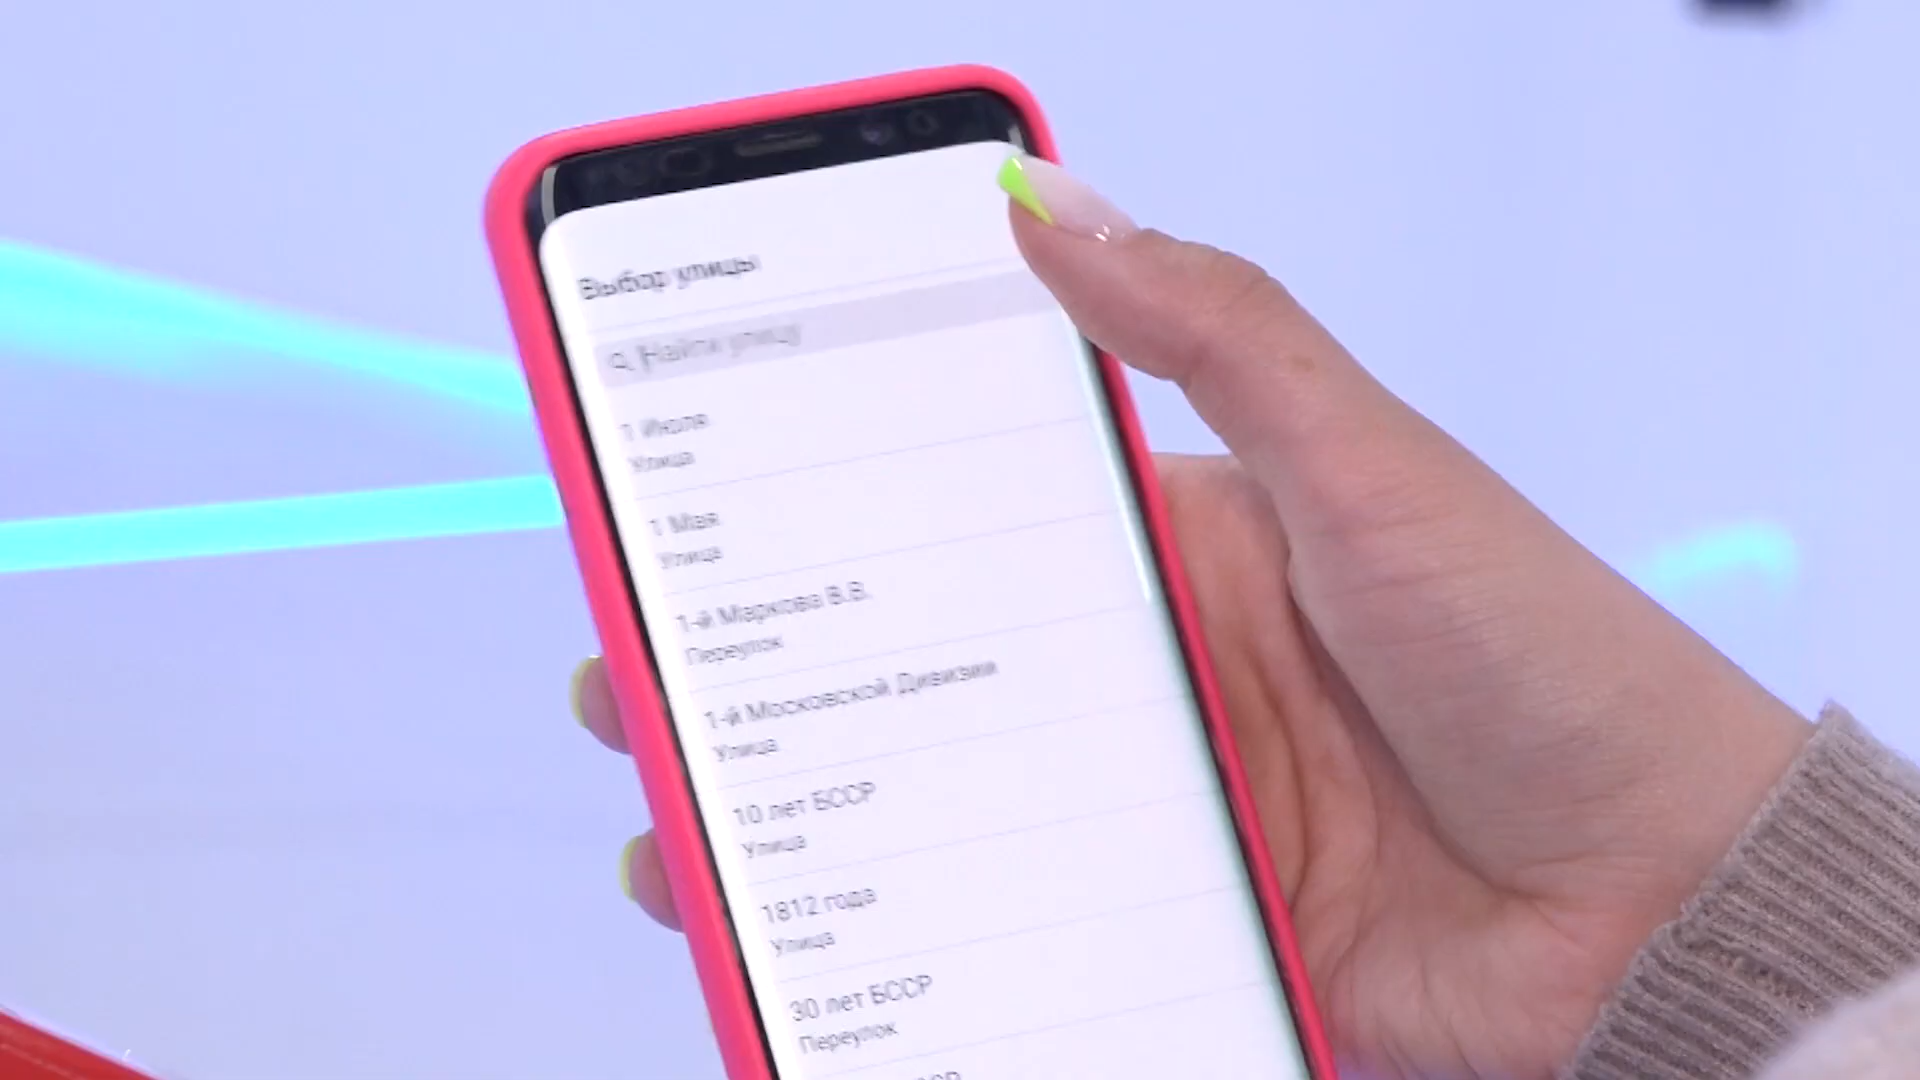 Выбор улицы
Найти улицу
1 Июля
Улица
1 Мая
Улица
1-й Маркова В.В.
Переулок
1-й Московской Дивизии
Улица
10 лет БССР
Улица
1812 года
Улица
30 лет БССР
Переулок